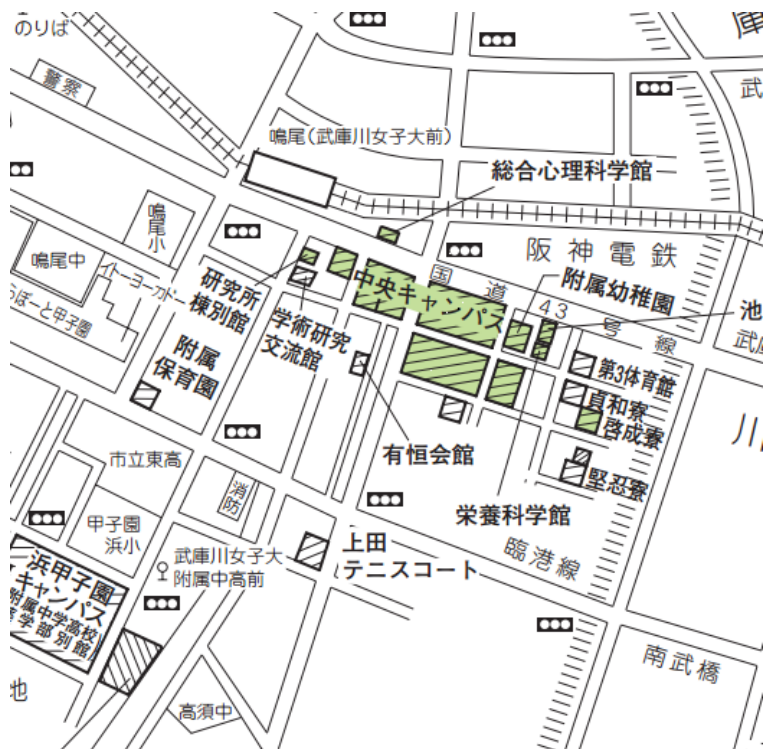 のりば
庫
武
警察
鳴尾(武庫川女子大前)
総合心理科学館
鳴尾小
阪神電鉄
鳴尾中
イトーヨーカドー
ららぽーと甲子園
研究所
棟別館
中央キャンパス
国道43号線
附属幼稚園
池
武庫
学術研究
交流館
附属
保育園
第3体育館
貞和寮
啓成寮
川
有恒会館
市立東高
堅忍寮
消防
栄養科学館
甲子園
浜小
上田
テニスコート
臨港線
武庫川女子大
附属中高前
浜甲子園
キャンパス
附属中学高校
薬学部別館
南武橋
地
高須中